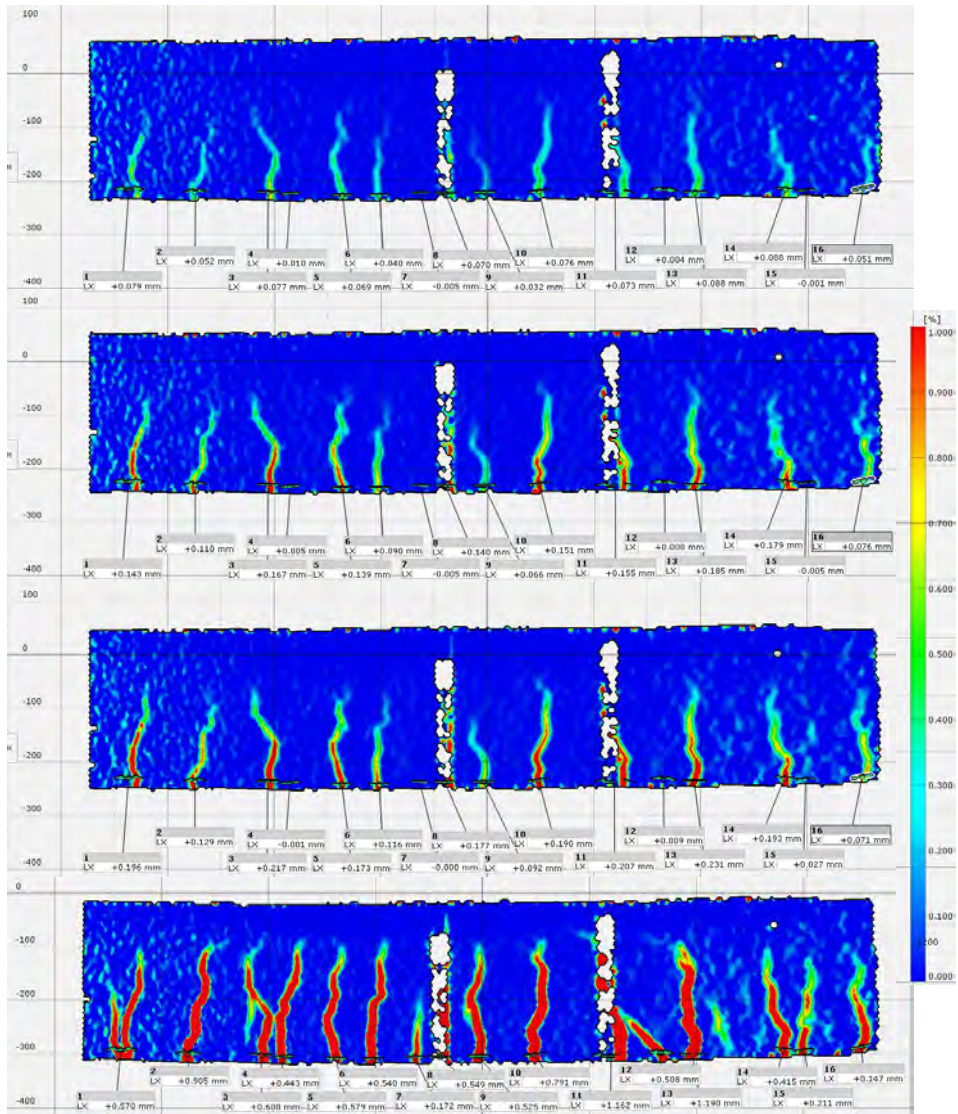 100
0
-100
-200
-300
-400
2 LX +0.052 mm
4 LX +0.010 mm
6 LX +0.040 mm
8 LX +0.070 mm
10 LX +0.076 mm
12 LX +0.004 mm
14 LX +0.088 mm
16 LX +0.051 mm
1 LX +0.079 mm
3 LX +0.077 mm
5 LX +0.069 mm
7 LX -0.005 mm
9 LX +0.032 mm
11 LX +0.073 mm
13 LX +0.088 mm
15 LX -0.001 mm
100
0
-100
-200
-300
-400
2 LX +0.110 mm
4 LX +0.005 mm
6 LX +0.090 mm
8 LX +0.140 mm
10 LX +0.151 mm
12 LX +0.008 mm
14 LX +0.179 mm
16 LX +0.076 mm
1 LX +0.143 mm
3 LX +0.167 mm
5 LX +0.139 mm
7 LX -0.005 mm
9 LX +0.066 mm
11 LX +0.155 mm
13 LX +0.185 mm
15 LX -0.005 mm
100
0
-100
-200
-300
-400
2 LX +0.129 mm
4 LX -0.001 mm
6 LX +0.116 mm
8 LX +0.177 mm
10 LX +0.190 mm
12 LX +0.009 mm
14 LX +0.193 mm
16 LX +0.071 mm
1 LX +0.196 mm
3 LX +0.217 mm
5 LX +0.173 mm
7 LX -0.000 mm
9 LX +0.092 mm
11 LX +0.207 mm
13 LX +0.231 mm
15 LX +0.027 mm
0
-200
-300
-400
2 LX +0.905 mm
4 LX +0.443 mm
6 LX +0.540 mm
8 LX +0.549 mm
10 LX +0.791 mm
12 LX +0.508 mm
14 LX +0.415 mm
16 LX +0.147 mm
1 LX +0.570 mm
3 LX +0.608 mm
5 LX +0.579 mm
7 LX +0.172 mm
9 LX +0.525 mm
11 LX +1.162 mm
13 LX +1.190 mm
15 LX +0.211 mm
[%]
1.000
0.900
0.800
0.700
0.600
0.500
0.400
0.300
0.200
0.100
0.000